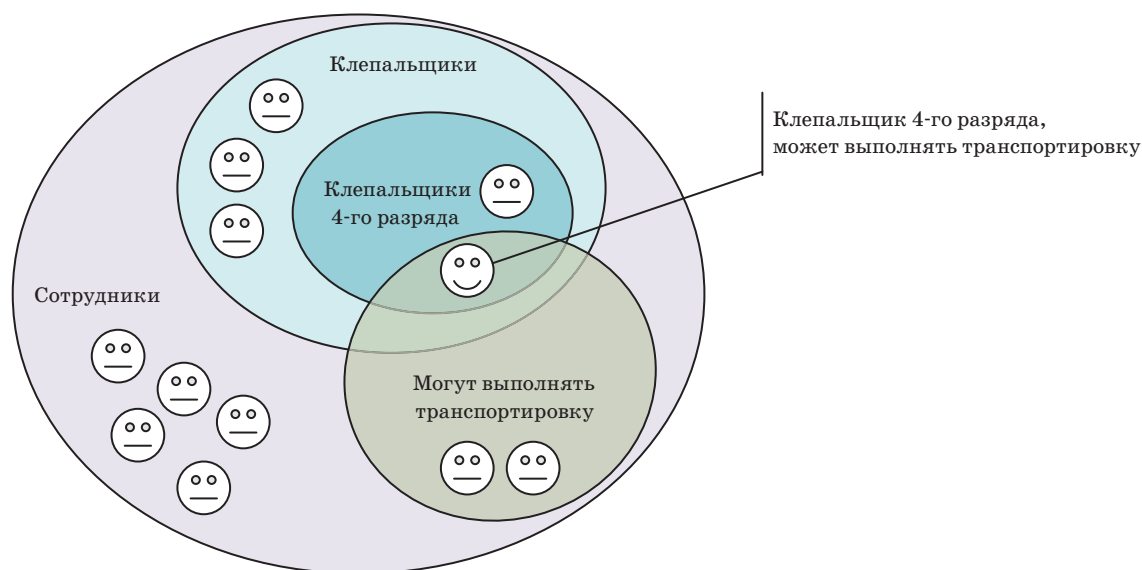 Клепальщики
Клепальщик 4-го разряда,
может выполнять транспортировку
Клепальщики
4-го разряда
Сотрудники
Могут выполнять
транспортировку